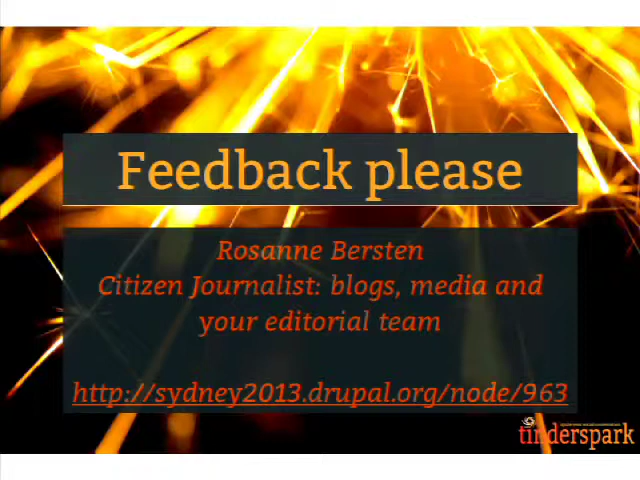 Feedback please
Rosanne Bersten
Citizen Journalist: blogs, media and
your editorial team
http://sydney2013.drupal.org/node/963
tinderspark